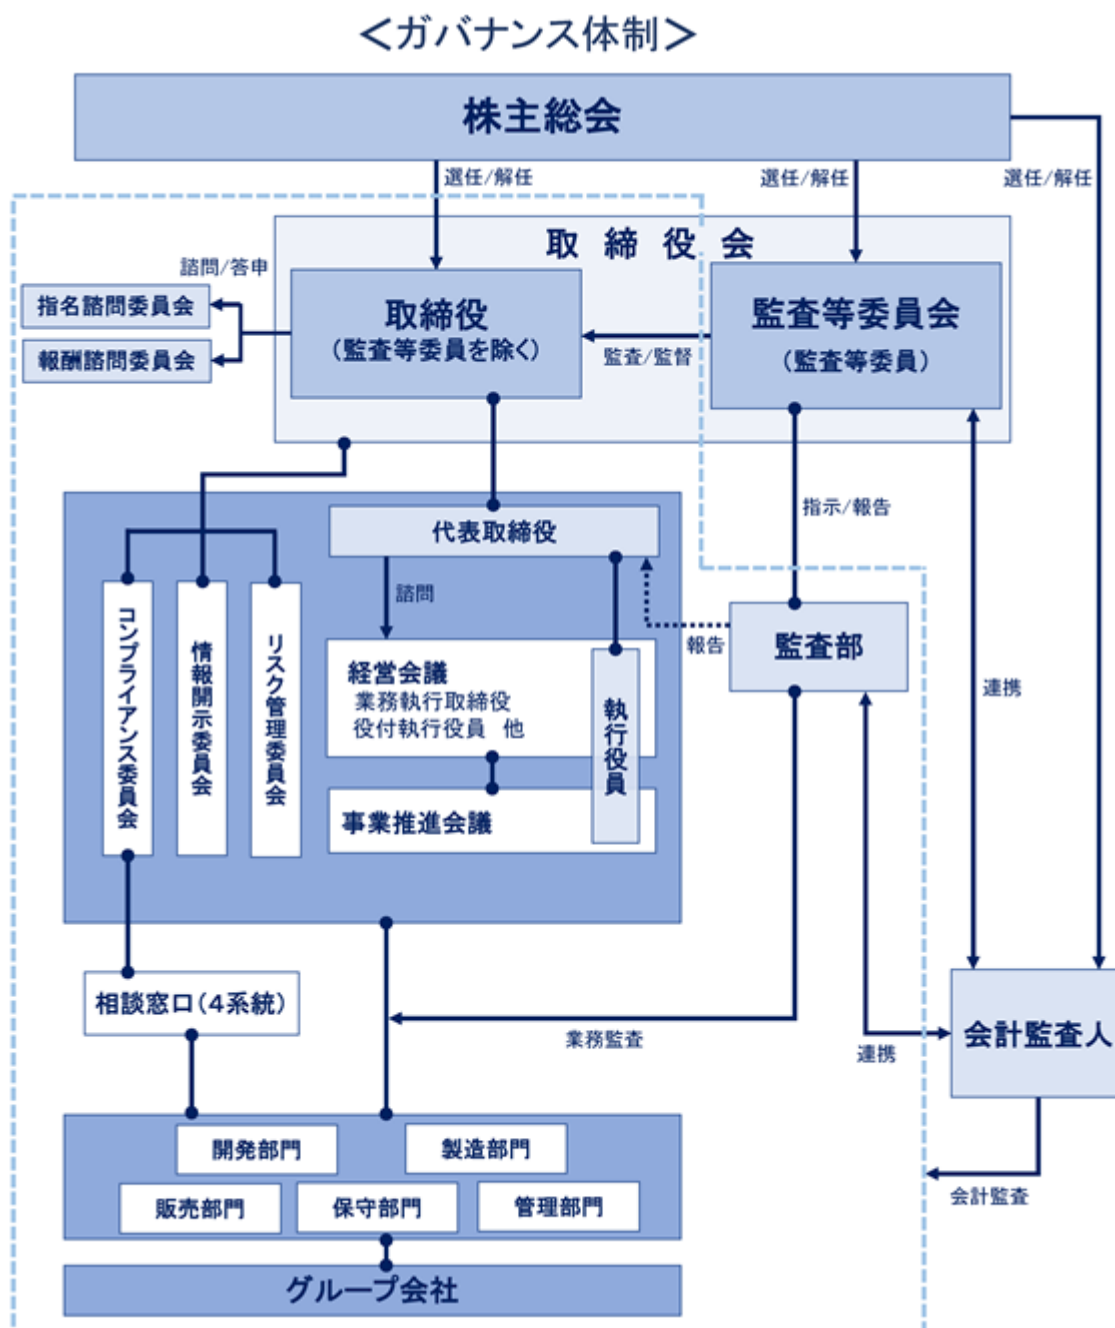 ＜ガバナンス体制＞
株主総会
選任/解任
選任/解任
選任/解任
取締役会
諮問/答申
指名諮問委員会
報酬諮問委員会
取締役
（監査等委員を除く）
監査/監督
監査等委員会
（監査等委員）
指示/報告
代表取締役
諮問
報告
監査部
連携
コンプライアンス委員会
情報開示委員会
リスク管理委員会
経営会議
業務執行取締役
役付執行役員 他
執行役員
事業推進会議
相談窓口（4系統）
業務監査
連携
会計監査人
会計監査
開発部門
製造部門
販売部門
保守部門
管理部門
グループ会社